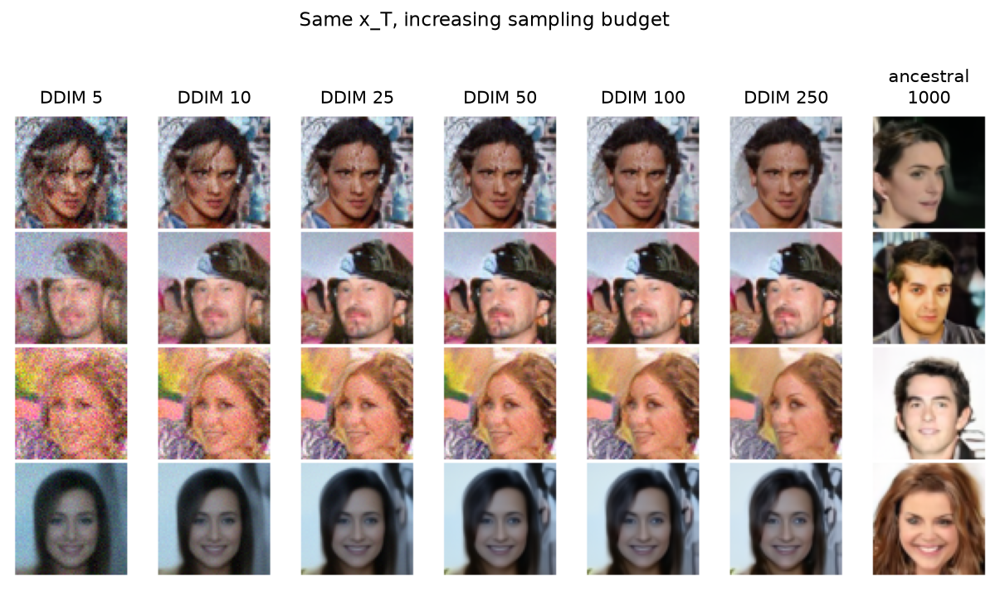 Same x_T, increasing sampling budget
DDIM 5
DDIM 10
DDIM 25
DDIM 50
DDIM 100
DDIM 250
ancestral
1000